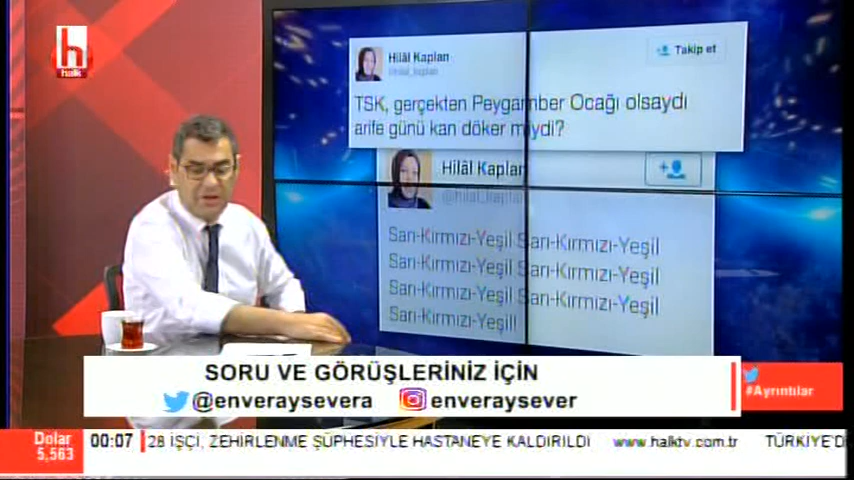 halk
Hilâl Kaplan
@hilal_kaplan
Takip et
TSK, gerçekten Peygamber Ocağı olsaydı
arife günü kan döker miydi?
Hilâl Kaplan
@hilal_kaplan
Sarı-Kırmızı-Yeşil Sarı-Kırmızı-Yeşil
Sarı-Kırmızı-Yeşil Sarı-Kırmızı-Yeşil
Sarı-Kırmızı-Yeşil Sarı-Kırmızı-Yeşil
Sarı-Kırmızı-Yeşill
SORU VE GÖRÜŞLERİNİZ İÇİN
@enveraysevera enveraysever
#Ayrıntılar
Dolar
5,563
00:07
28 İŞÇİ, ZEHİRLENME ŞÜPHESİYLE HASTANEYE KALDIRILDI www.halktv.com.tr TÜRKİYE'D